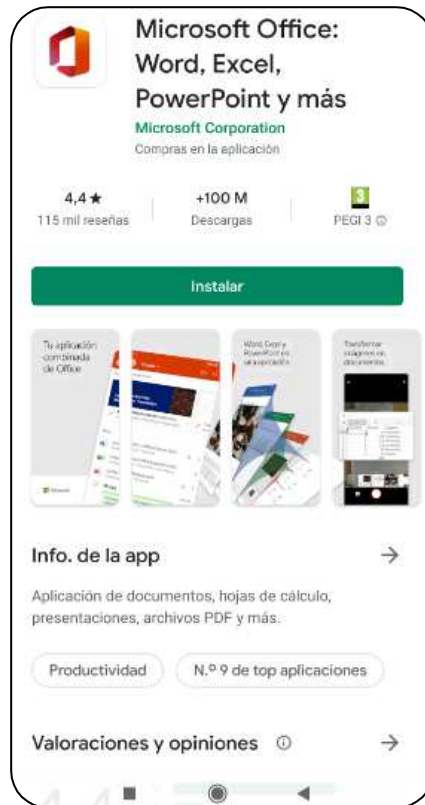 Microsoft Office:
Word, Excel,
PowerPoint y más
Microsoft Corporation
Compras en la aplicación
4,4 ★
115 mil reseñas
+100 M
Descargas
3
PEGI 3
Instalar
Tu aplicación
combinada
de Office
Microsoft
Word, Excel y
PowerPoint en
una aplicación
Transformar
imágenes en
documentos
Info. de la app
Aplicación de documentos, hojas de cálculo,
presentaciones, archivos PDF y más.
Productividad
N.º 9 de top aplicaciones
Valoraciones y opiniones